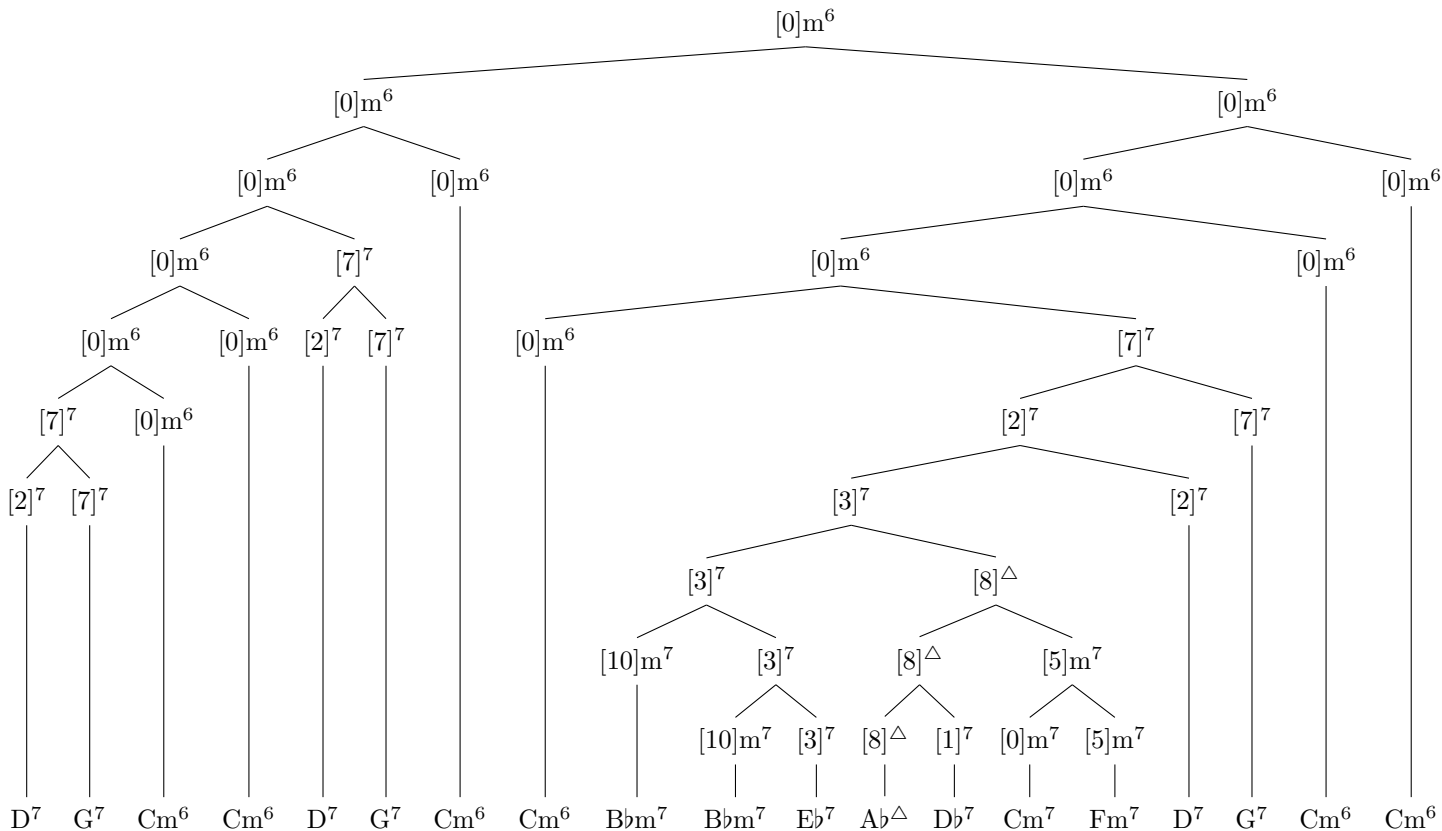 [0]m⁶
[0]m⁶ [0]m⁶
[0]m⁶ [0]m⁶ [0]m⁶ [0]m⁶
[0]m⁶ [7]⁷ [0]m⁶ [0]m⁶
[0]m⁶ [0]m⁶ [2]⁷ [7]⁷ [0]m⁶ [7]⁷
[7]⁷ [0]m⁶ [2]⁷ [7]⁷
[2]⁷ [7]⁷ [3]⁷ [2]⁷
[3]⁷ [8]△
[10]m⁷ [3]⁷ [8]△ [5]m⁷
[10]m⁷ [3]⁷ [8]△ [1]⁷ [0]m⁷ [5]m⁷
D⁷ G⁷ Cm⁶ Cm⁶ D⁷ G⁷ Cm⁶ Cm⁶ B♭m⁷ B♭m⁷ E♭⁷ A♭△ D♭⁷ Cm⁷ Fm⁷ D⁷ G⁷ Cm⁶ Cm⁶